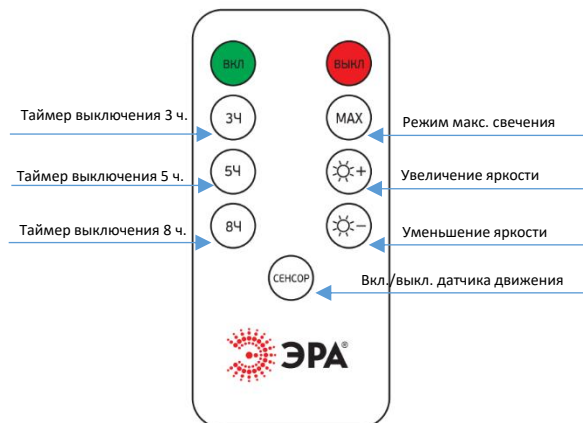 ВКЛ ВЫКЛ
Таймер выключения 3 ч. 3Ч MAX Режим макс. свечения
Таймер выключения 5 ч. 5Ч + Увеличение яркости
Таймер выключения 8 ч. 8Ч − Уменьшение яркости
СЕНСОР Вкл./выкл. датчика движения
ЭРА®